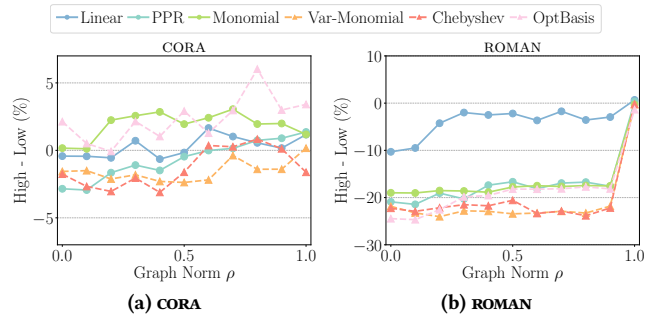 Linear PPR Monomial Var-Monomial Chebyshev OptBasis
CORA ROMAN
High - Low (%)
5
0
−5
0.0 0.5 1.0
Graph Norm ρ
High - Low (%)
10
0
−10
−20
−30
0.0 0.5 1.0
Graph Norm ρ
(a) CORA (b) ROMAN